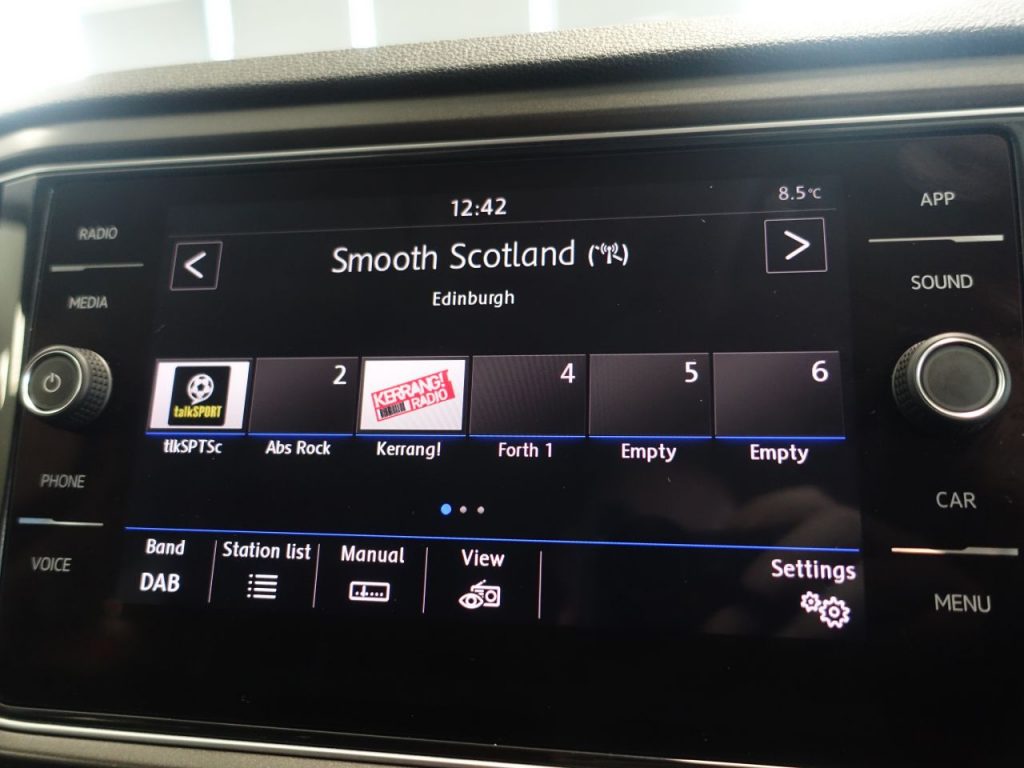 12:42
8.5°C
Smooth Scotland
Edinburgh
RADIO
MEDIA
PHONE
VOICE
APP
SOUND
CAR
MENU
talkSPORT
2
KERRANG!
RADIO
4
5
6
tlkSPTSc
Abs Rock
Kerrang!
Forth 1
Empty
Empty
Band
DAB
Station list
Manual
View
Settings